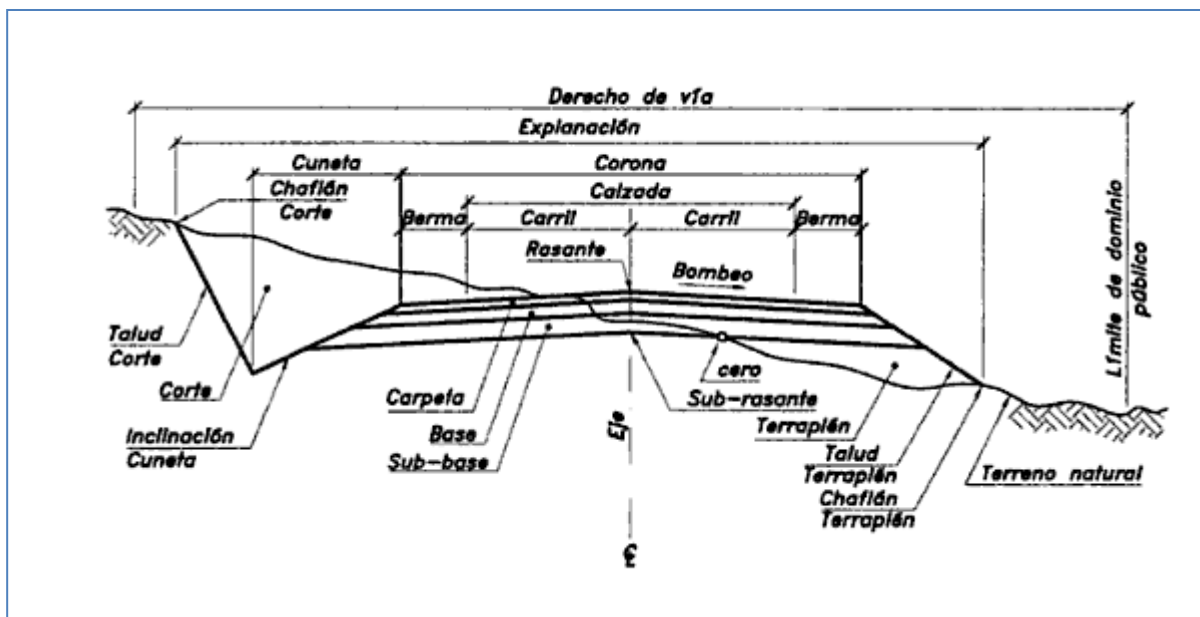 Derecho de vía
Explanación
Cuneta
Corona
Chaflán
Corte
Calzada
Berma
Carril
Carril
Berma
Rasante
Bombeo
Límite de dominio
público
Talud
Corte
Corte
Inclinación
Cuneta
Carpeta
Base
Sub-base
Eje
cero
Sub-rasante
Terraplén
Talud
Terraplén
Chaflán
Terraplén
Terreno natural
℄